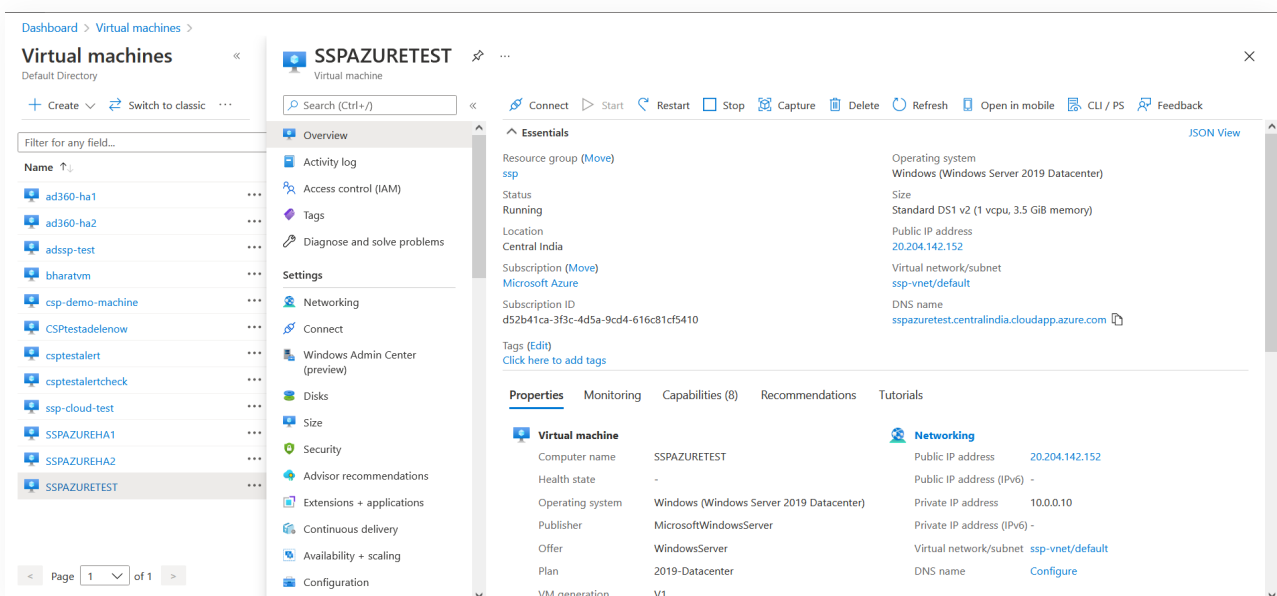 Dashboard > Virtual machines >
Virtual machines «
Default Directory
Create Switch to classic ···
Filter for any field...
Name ↑↓
ad360-ha1 ···
ad360-ha2 ···
adssp-test ···
bharatvm ···
csp-demo-machine ···
CSPtestadelenow ···
csptestalert ···
csptestalertcheck ···
ssp-cloud-test ···
SSPAZUREHA1 ···
SSPAZUREHA2 ···
SSPAZURETEST ···
< Page 1 of 1 >
SSPAZURETEST ···
Virtual machine
Search (Ctrl+/) «
Overview
Activity log
Access control (IAM)
Tags
Diagnose and solve problems
Settings
Networking
Connect
Windows Admin Center
(preview)
Disks
Size
Security
Advisor recommendations
Extensions + applications
Continuous delivery
Availability + scaling
Configuration
Connect Start Restart Stop Capture Delete Refresh Open in mobile CLI / PS Feedback
Essentials JSON View
Resource group (Move)
ssp
Status
Running
Location
Central India
Subscription (Move)
Microsoft Azure
Subscription ID
d52b41ca-3f3c-4d5a-9cd4-616c81cf5410
Tags (Edit)
Click here to add tags
Operating system
Windows (Windows Server 2019 Datacenter)
Size
Standard DS1 v2 (1 vcpu, 3.5 GiB memory)
Public IP address
20.204.142.152
Virtual network/subnet
ssp-vnet/default
DNS name
sspazuretest.centralindia.cloudapp.azure.com
Properties Monitoring Capabilities (8) Recommendations Tutorials
Virtual machine
Computer name SSPAZURETEST
Health state -
Operating system Windows (Windows Server 2019 Datacenter)
Publisher MicrosoftWindowsServer
Offer WindowsServer
Plan 2019-Datacenter
VM generation V1
Networking
Public IP address 20.204.142.152
Public IP address (IPv6) -
Private IP address 10.0.0.10
Private IP address (IPv6) -
Virtual network/subnet ssp-vnet/default
DNS name Configure